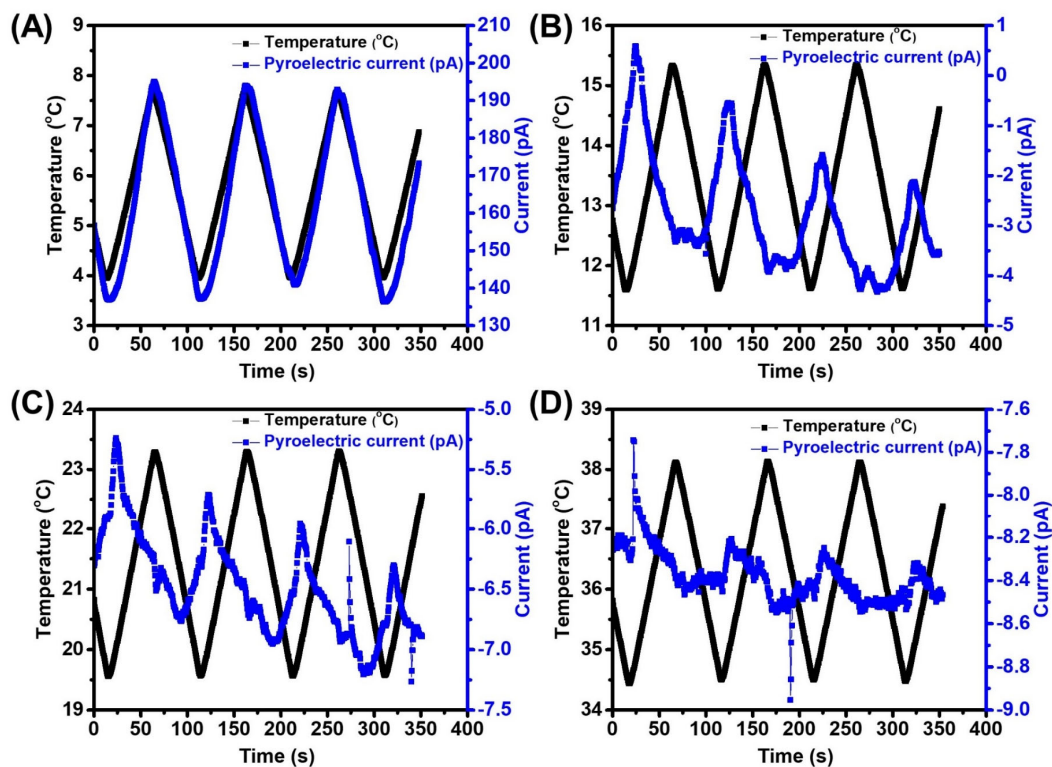 (A)
Temperature (°C)
Pyroelectric current (pA)
9
8
7
6
5
4
3
Temperature (°C)
210
200
190
180
170
160
150
140
130
Current (pA)
0 50 100 150 200 250 300 350 400
Time (s)
(B)
Temperature (°C)
Pyroelectric current (pA)
16
15
14
13
12
11
Temperature (°C)
1
0
-1
-2
-3
-4
-5
Current (pA)
0 50 100 150 200 250 300 350 400
Time (s)
(C)
Temperature (°C)
Pyroelectric current (pA)
24
23
22
21
20
19
Temperature (°C)
-5.0
-5.5
-6.0
-6.5
-7.0
-7.5
Current (pA)
0 50 100 150 200 250 300 350 400
Time (s)
(D)
Temperature (°C)
Pyroelectric current (pA)
39
38
37
36
35
34
Temperature (°C)
-7.6
-7.8
-8.0
-8.2
-8.4
-8.6
-8.8
-9.0
Current (pA)
0 50 100 150 200 250 300 350 400
Time (s)